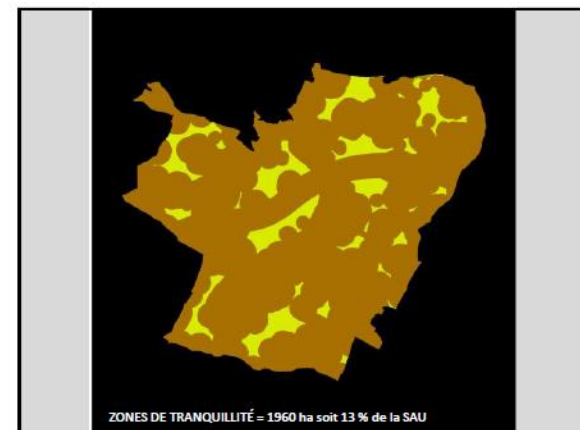 ZONES DE TRANQUILLITÉ = 1960 ha soit 13 % de la SAU